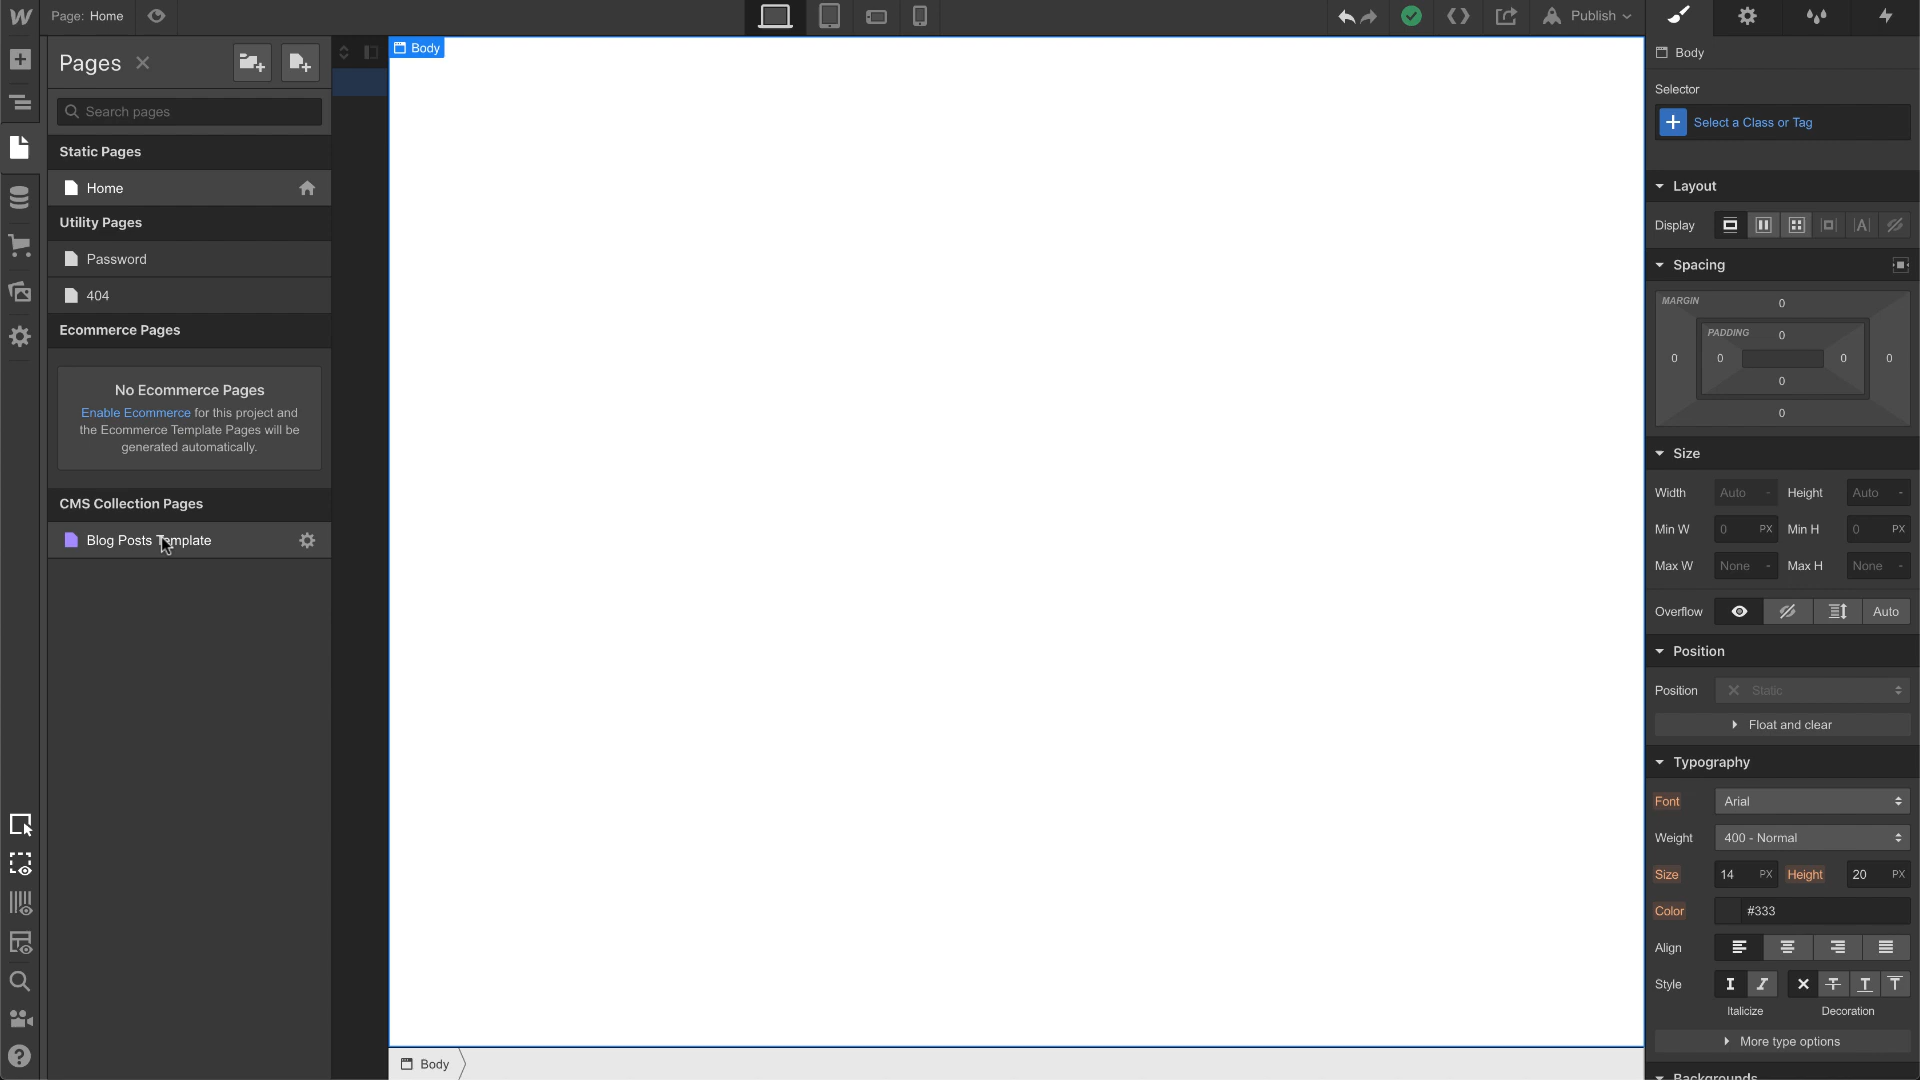 Page: Home
Publish
Pages
Search pages
Static Pages
Home
Utility Pages
Password
404
Ecommerce Pages
No Ecommerce Pages
Enable Ecommerce for this project and
the Ecommerce Template Pages will be
generated automatically.
CMS Collection Pages
Blog Posts Template
Body
Body
Body
Selector
Select a Class or Tag
Layout
Display
Spacing
MARGIN
0
PADDING
0
0 0 0 0
0
0
Size
Width Auto - Height Auto -
Min W 0 PX Min H 0 PX
Max W None - Max H None -
Overflow Auto
Position
Position Static
Float and clear
Typography
Font Arial
Weight 400 - Normal
Size 14 PX Height 20 PX
Color #333
Align
Style
Italicize Decoration
More type options
Backgrounds